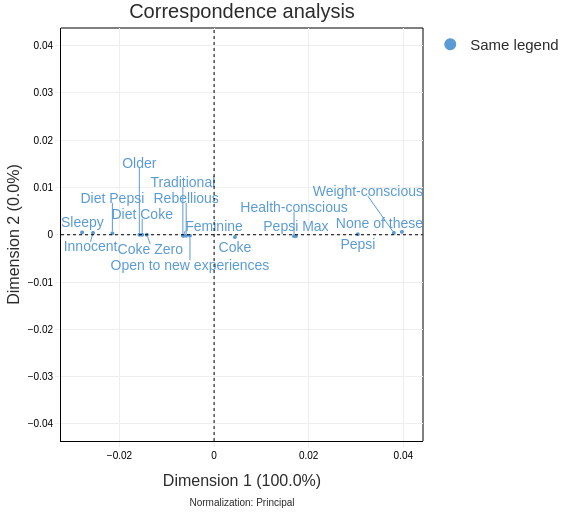 Correspondence analysis
Same legend
Dimension 2 (0.0%)
0.04
0.03
0.02
0.01
0
−0.01
−0.02
−0.03
−0.04
Older
Traditional
Weight-conscious
Diet Pepsi
Rebellious
Health-conscious
Diet Coke
Sleepy
Feminine
Pepsi Max
None of these
Innocent
Coke Zero
Coke
Pepsi
Open to new experiences
−0.02
0
0.02
0.04
Dimension 1 (100.0%)
Normalization: Principal